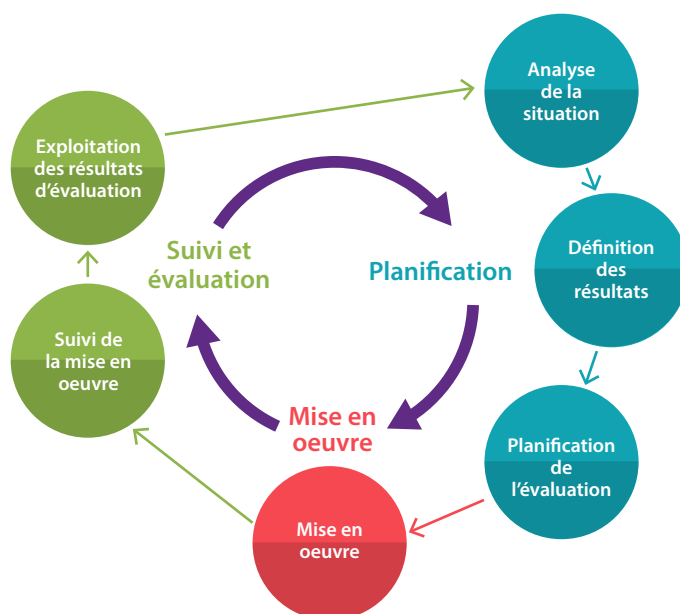 Analyse
de la
situation
Exploitation
des résultats
d'évaluation
Suivi et
évaluation
Planification
Définition
des
résultats
Suivi de
la mise en
oeuvre
Mise en
oeuvre
Planification
de
l'évaluation
Mise en
oeuvre